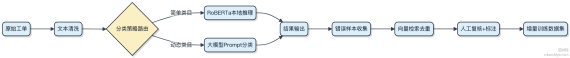 原始工单
文本清洗
分类策略路由
简单类目
RoBERTa本地推理
动态类目
大模型Prompt分类
结果输出
错误样本收集
向量检索去重
人工复核+标注
增量训练数据集